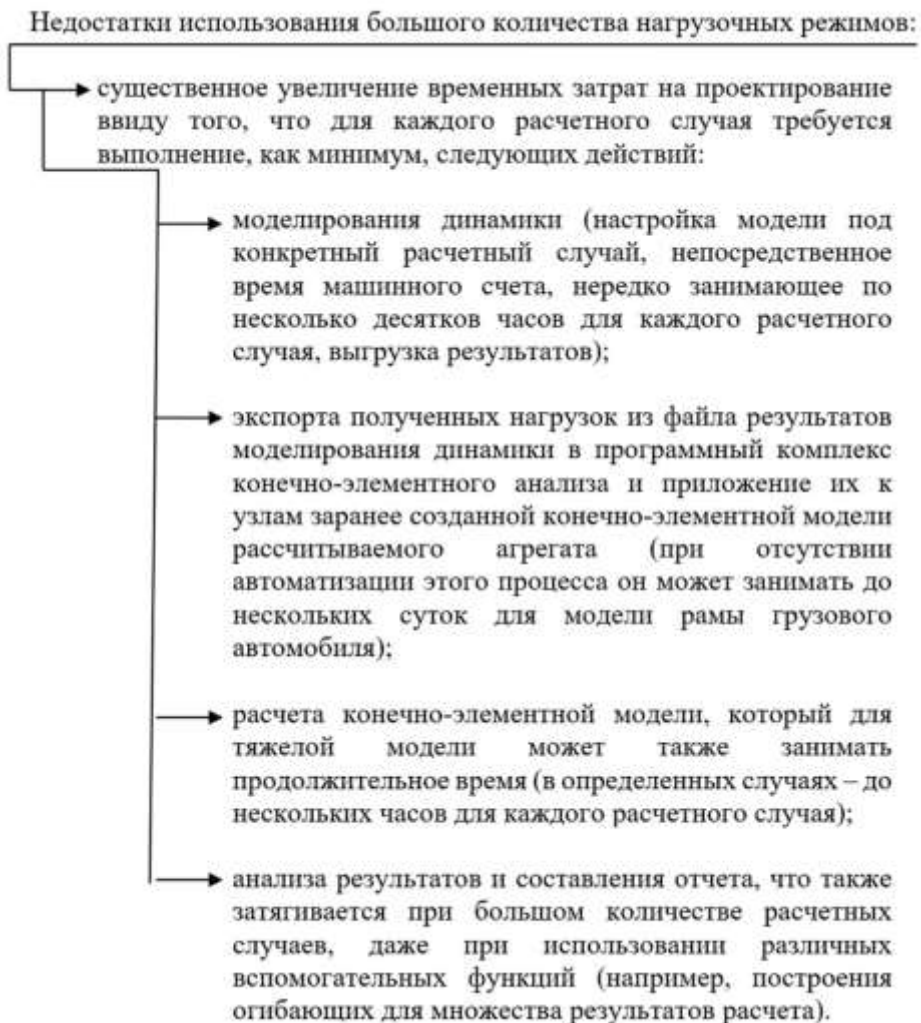 Недостатки использования большого количества нагрузочных режимов:
существенное увеличение временных затрат на проектирование
ввиду того, что для каждого расчетного случая требуется
выполнение, как минимум, следующих действий:
моделирования динамики (настройка модели под
конкретный расчетный случай, непосредственное
время машинного счета, нередко занимающее по
несколько десятков часов для каждого расчетного
случая, выгрузка результатов);
экспорта полученных нагрузок из файла результатов
моделирования динамики в программный комплекс
конечно-элементного анализа и приложение их к
узлам заранее созданной конечно-элементной модели
рассчитываемого агрегата (при отсутствии
автоматизации этого процесса он может занимать до
нескольких суток для модели рамы грузового
автомобиля);
расчета конечно-элементной модели, который для
тяжелой модели может также занимать
продолжительное время (в определенных случаях – до
нескольких часов для каждого расчетного случая);
анализа результатов и составления отчета, что также
затягивается при большом количестве расчетных
случаев, даже при использовании различных
вспомогательных функций (например, построения
огибающих для множества результатов расчета).